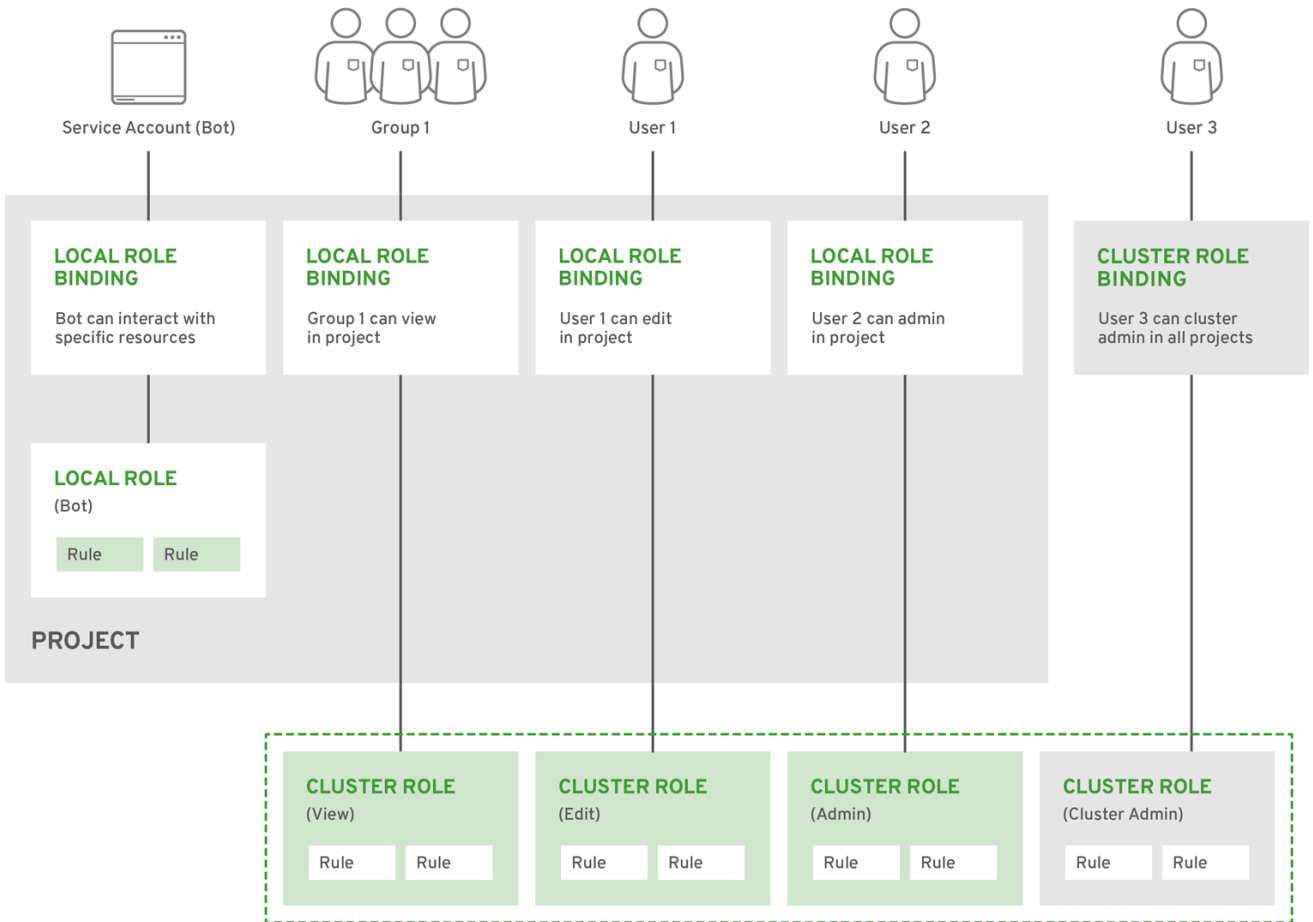 Service Account (Bot)
Group 1
User 1
User 2
User 3
LOCAL ROLE
BINDING
Bot can interact with
specific resources
LOCAL ROLE
BINDING
Group 1 can view
in project
LOCAL ROLE
BINDING
User 1 can edit
in project
LOCAL ROLE
BINDING
User 2 can admin
in project
CLUSTER ROLE
BINDING
User 3 can cluster
admin in all projects
LOCAL ROLE
(Bot)
Rule
Rule
PROJECT
CLUSTER ROLE
(View)
Rule
Rule
CLUSTER ROLE
(Edit)
Rule
Rule
CLUSTER ROLE
(Admin)
Rule
Rule
CLUSTER ROLE
(Cluster Admin)
Rule
Rule